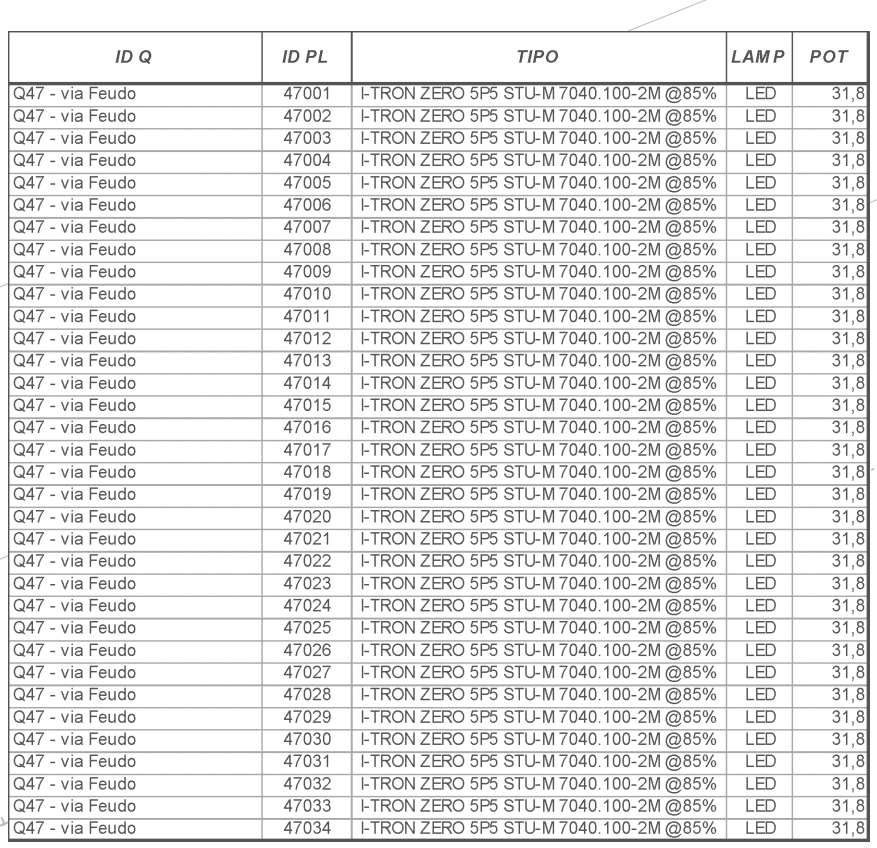 ID Q ID PL TIPO LAMP POT
Q47 - via Feudo 47001 I-TRON ZERO 5P5 STU-M 7040.100-2M @85% LED 31,8
Q47 - via Feudo 47002 I-TRON ZERO 5P5 STU-M 7040.100-2M @85% LED 31,8
Q47 - via Feudo 47003 I-TRON ZERO 5P5 STU-M 7040.100-2M @85% LED 31,8
Q47 - via Feudo 47004 I-TRON ZERO 5P5 STU-M 7040.100-2M @85% LED 31,8
Q47 - via Feudo 47005 I-TRON ZERO 5P5 STU-M 7040.100-2M @85% LED 31,8
Q47 - via Feudo 47006 I-TRON ZERO 5P5 STU-M 7040.100-2M @85% LED 31,8
Q47 - via Feudo 47007 I-TRON ZERO 5P5 STU-M 7040.100-2M @85% LED 31,8
Q47 - via Feudo 47008 I-TRON ZERO 5P5 STU-M 7040.100-2M @85% LED 31,8
Q47 - via Feudo 47009 I-TRON ZERO 5P5 STU-M 7040.100-2M @85% LED 31,8
Q47 - via Feudo 47010 I-TRON ZERO 5P5 STU-M 7040.100-2M @85% LED 31,8
Q47 - via Feudo 47011 I-TRON ZERO 5P5 STU-M 7040.100-2M @85% LED 31,8
Q47 - via Feudo 47012 I-TRON ZERO 5P5 STU-M 7040.100-2M @85% LED 31,8
Q47 - via Feudo 47013 I-TRON ZERO 5P5 STU-M 7040.100-2M @85% LED 31,8
Q47 - via Feudo 47014 I-TRON ZERO 5P5 STU-M 7040.100-2M @85% LED 31,8
Q47 - via Feudo 47015 I-TRON ZERO 5P5 STU-M 7040.100-2M @85% LED 31,8
Q47 - via Feudo 47016 I-TRON ZERO 5P5 STU-M 7040.100-2M @85% LED 31,8
Q47 - via Feudo 47017 I-TRON ZERO 5P5 STU-M 7040.100-2M @85% LED 31,8
Q47 - via Feudo 47018 I-TRON ZERO 5P5 STU-M 7040.100-2M @85% LED 31,8
Q47 - via Feudo 47019 I-TRON ZERO 5P5 STU-M 7040.100-2M @85% LED 31,8
Q47 - via Feudo 47020 I-TRON ZERO 5P5 STU-M 7040.100-2M @85% LED 31,8
Q47 - via Feudo 47021 I-TRON ZERO 5P5 STU-M 7040.100-2M @85% LED 31,8
Q47 - via Feudo 47022 I-TRON ZERO 5P5 STU-M 7040.100-2M @85% LED 31,8
Q47 - via Feudo 47023 I-TRON ZERO 5P5 STU-M 7040.100-2M @85% LED 31,8
Q47 - via Feudo 47024 I-TRON ZERO 5P5 STU-M 7040.100-2M @85% LED 31,8
Q47 - via Feudo 47025 I-TRON ZERO 5P5 STU-M 7040.100-2M @85% LED 31,8
Q47 - via Feudo 47026 I-TRON ZERO 5P5 STU-M 7040.100-2M @85% LED 31,8
Q47 - via Feudo 47027 I-TRON ZERO 5P5 STU-M 7040.100-2M @85% LED 31,8
Q47 - via Feudo 47028 I-TRON ZERO 5P5 STU-M 7040.100-2M @85% LED 31,8
Q47 - via Feudo 47029 I-TRON ZERO 5P5 STU-M 7040.100-2M @85% LED 31,8
Q47 - via Feudo 47030 I-TRON ZERO 5P5 STU-M 7040.100-2M @85% LED 31,8
Q47 - via Feudo 47031 I-TRON ZERO 5P5 STU-M 7040.100-2M @85% LED 31,8
Q47 - via Feudo 47032 I-TRON ZERO 5P5 STU-M 7040.100-2M @85% LED 31,8
Q47 - via Feudo 47033 I-TRON ZERO 5P5 STU-M 7040.100-2M @85% LED 31,8
Q47 - via Feudo 47034 I-TRON ZERO 5P5 STU-M 7040.100-2M @85% LED 31,8